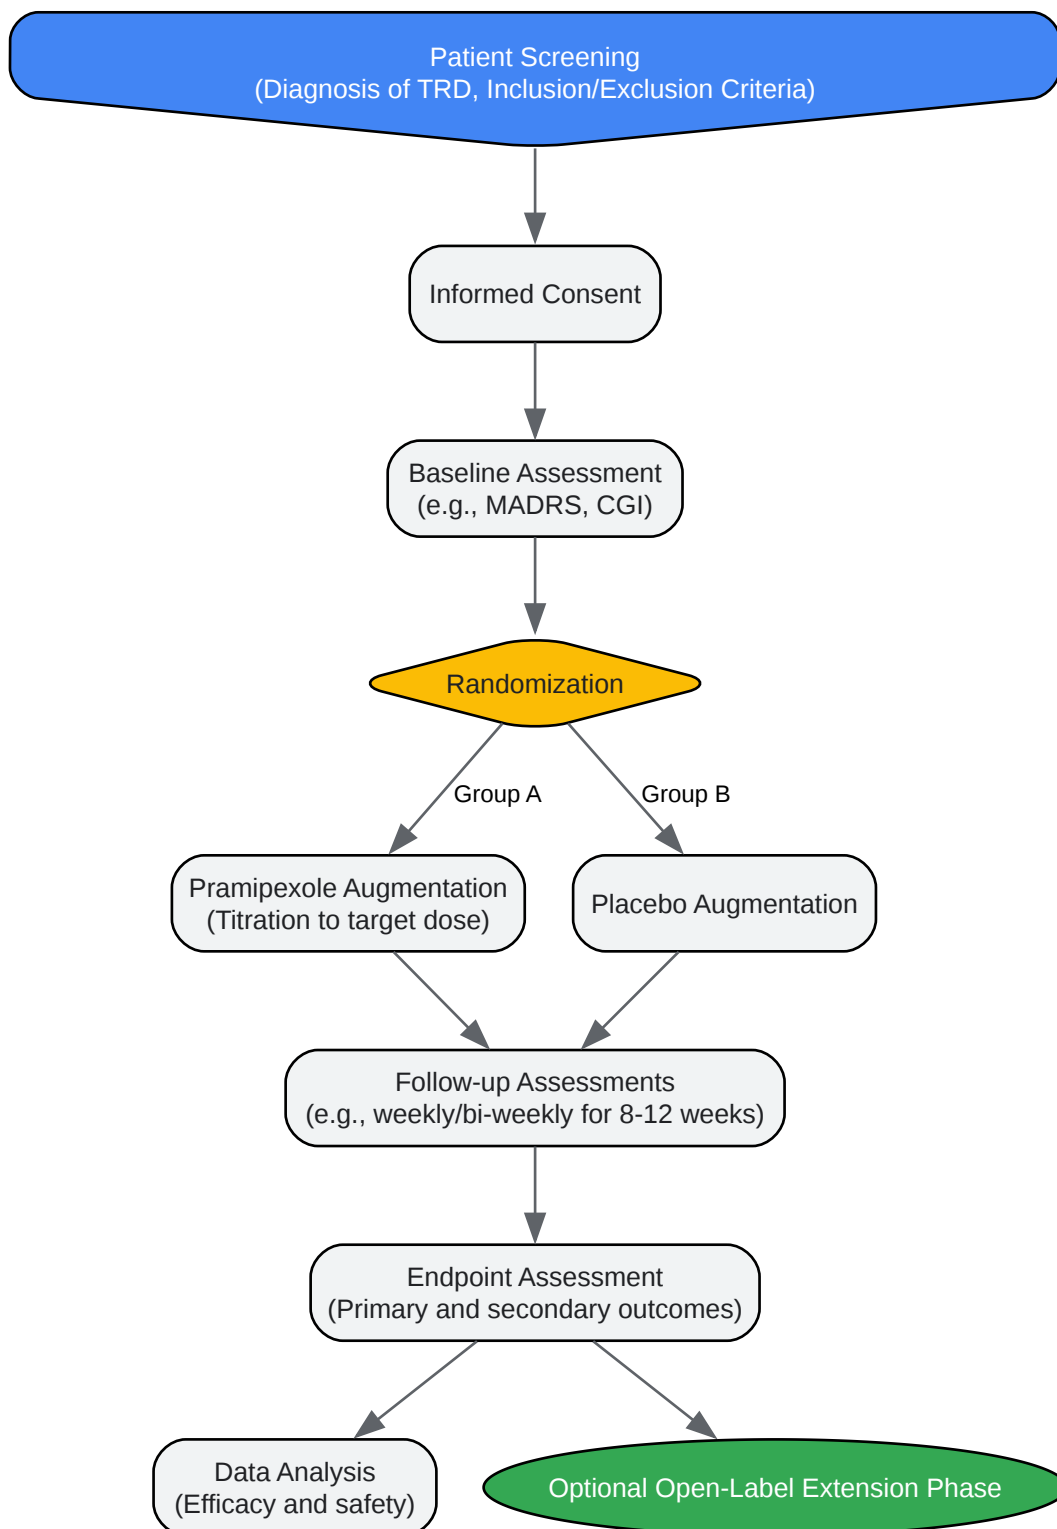 Patient Screening
(Diagnosis of TRD, Inclusion/Exclusion Criteria)
Informed Consent
Baseline Assessment
(e.g., MADRS, CGI)
Randomization
Group A
Group B
Pramipexole Augmentation
(Titration to target dose)
Placebo Augmentation
Follow-up Assessments
(e.g., weekly/bi-weekly for 8-12 weeks)
Endpoint Assessment
(Primary and secondary outcomes)
Data Analysis
(Efficacy and safety)
Optional Open-Label Extension Phase